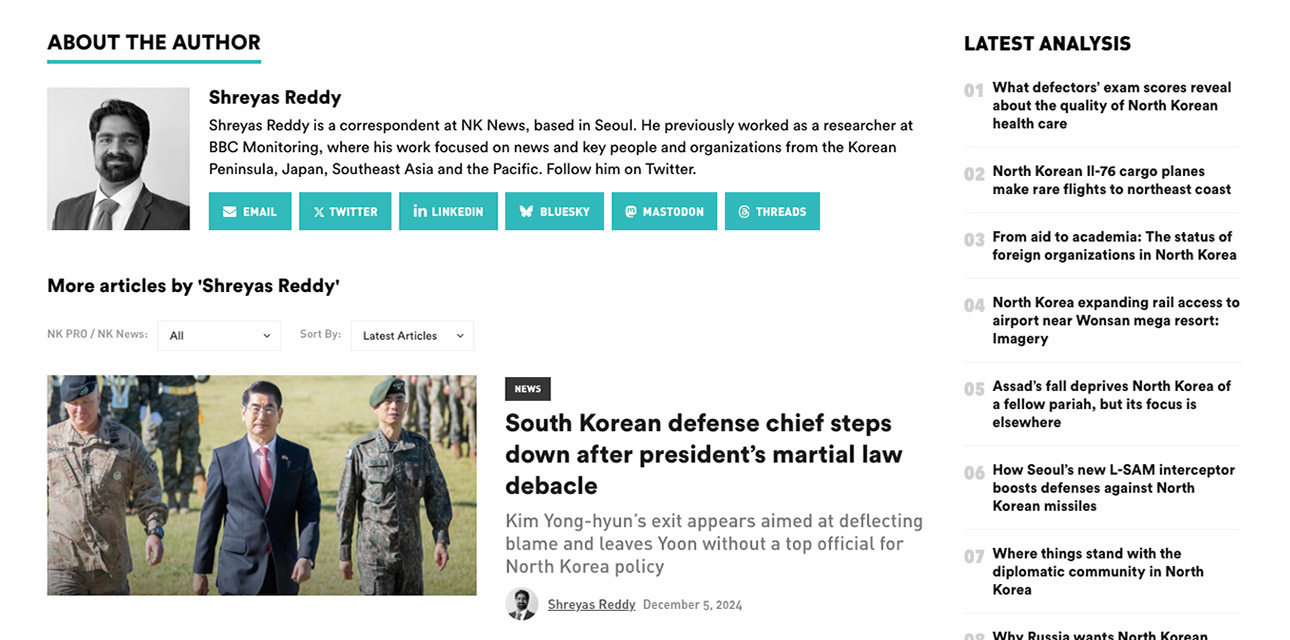 ABOUT THE AUTHOR
Shreyas Reddy
Shreyas Reddy is a correspondent at NK News, based in Seoul. He previously worked as a researcher at
BBC Monitoring, where his work focused on news and key people and organizations from the Korean
Peninsula, Japan, Southeast Asia and the Pacific. Follow him on Twitter.
EMAIL
TWITTER
LINKEDIN
BLUESKY
MASTODON
THREADS
More articles by 'Shreyas Reddy'
NK PRO / NK News:
All
Sort By:
Latest Articles
NEWS
South Korean defense chief steps
down after president’s martial law
debacle
Kim Yong-hyun’s exit appears aimed at deflecting
blame and leaves Yoon without a top official for
North Korea policy
Shreyas Reddy December 5, 2024
LATEST ANALYSIS
01 What defectors’ exam scores reveal
about the quality of North Korean
health care
02 North Korean Il-76 cargo planes
make rare flights to northeast coast
03 From aid to academia: The status of
foreign organizations in North Korea
04 North Korea expanding rail access to
airport near Wonsan mega resort:
Imagery
05 Assad’s fall deprives North Korea of
a fellow pariah, but its focus is
elsewhere
06 How Seoul’s new L-SAM interceptor
boosts defenses against North
Korean missiles
07 Where things stand with the
diplomatic community in North
Korea
08 Why Russia wants North Korean